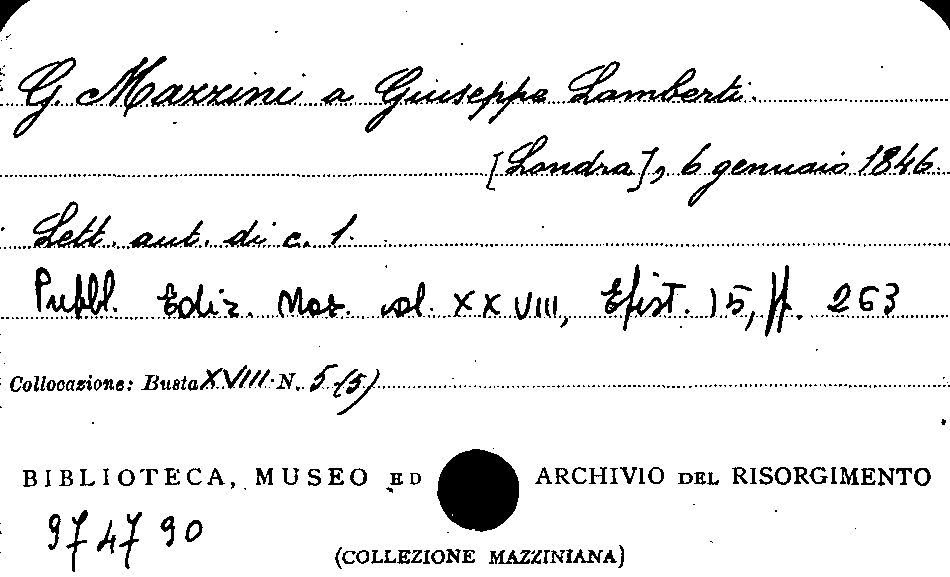 G. Mazzini a Giuseppe Lamberti.
[Londra], 6 gennaio 1846.
Lett. aut. di c. 1.
Pubbl. Ediz. Naz. vol. XXVIII, Epist. 15, pp. 263
Collocazione: Busta XVIII N. 5 (5)
BIBLIOTECA, MUSEO ED ARCHIVIO DEL RISORGIMENTO
974790
(COLLEZIONE MAZZINIANA)